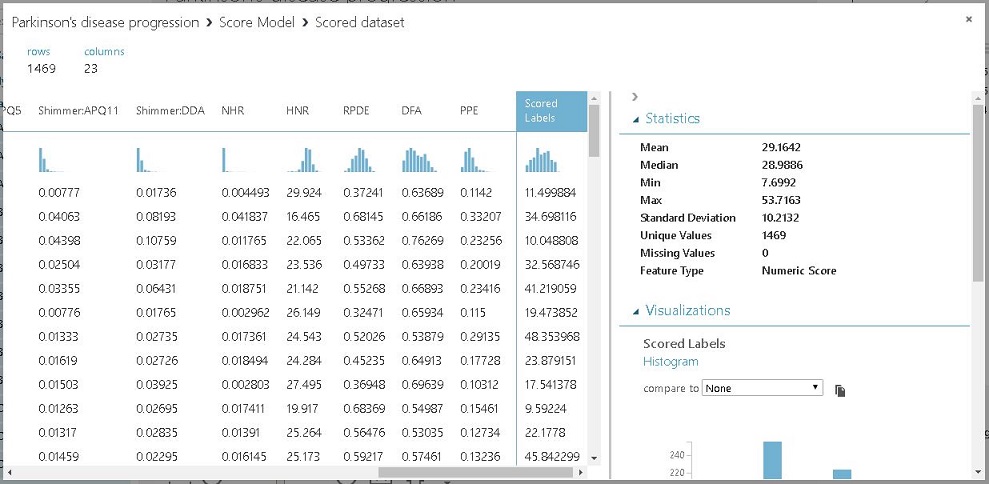 Parkinson's disease progression › Score Model › Scored dataset ×
rows columns
1469 23
PQ5 Shimmer:APQ11 Shimmer:DDA NHR HNR RPDE DFA PPE Scored Labels
0.00777 0.01736 0.004493 29.924 0.37241 0.63689 0.1142 11.499884
0.04063 0.08193 0.041837 16.465 0.68145 0.66186 0.33207 34.698116
0.04398 0.10759 0.011765 22.065 0.53362 0.76269 0.23256 10.048808
0.02504 0.03177 0.016833 23.536 0.49733 0.63938 0.20019 32.568746
0.03355 0.06431 0.018751 21.142 0.55268 0.66893 0.23416 41.219059
0.00776 0.01765 0.002962 26.149 0.32471 0.65934 0.115 19.473852
0.01333 0.02735 0.017361 24.543 0.52026 0.53879 0.29135 48.353968
0.01619 0.02726 0.018494 24.284 0.45235 0.64913 0.17728 23.879151
0.01503 0.03925 0.002803 27.495 0.36948 0.69639 0.10312 17.541378
0.01263 0.02695 0.017411 19.917 0.68369 0.54987 0.15461 9.59224
0.01317 0.02835 0.01391 25.264 0.56476 0.53035 0.12734 22.1778
0.01459 0.02295 0.016145 25.173 0.59217 0.57461 0.13236 45.842299
Statistics
Mean 29.1642
Median 28.9886
Min 7.6992
Max 53.7163
Standard Deviation 10.2132
Unique Values 1469
Missing Values 0
Feature Type Numeric Score
Visualizations
Scored Labels
Histogram
compare to None
240
220